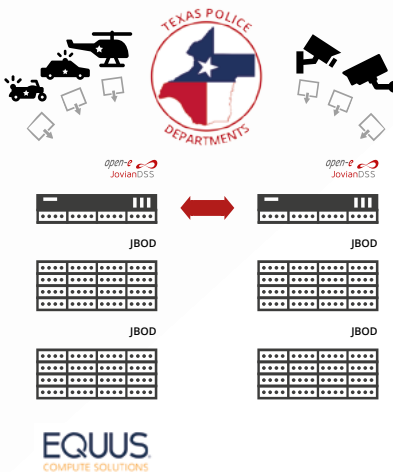 TEXAS POLICE
DEPARTMENTS
open-e
JovianDSS
open-e
JovianDSS
JBOD
JBOD
JBOD
JBOD
EQUUS
COMPUTE SOLUTIONS